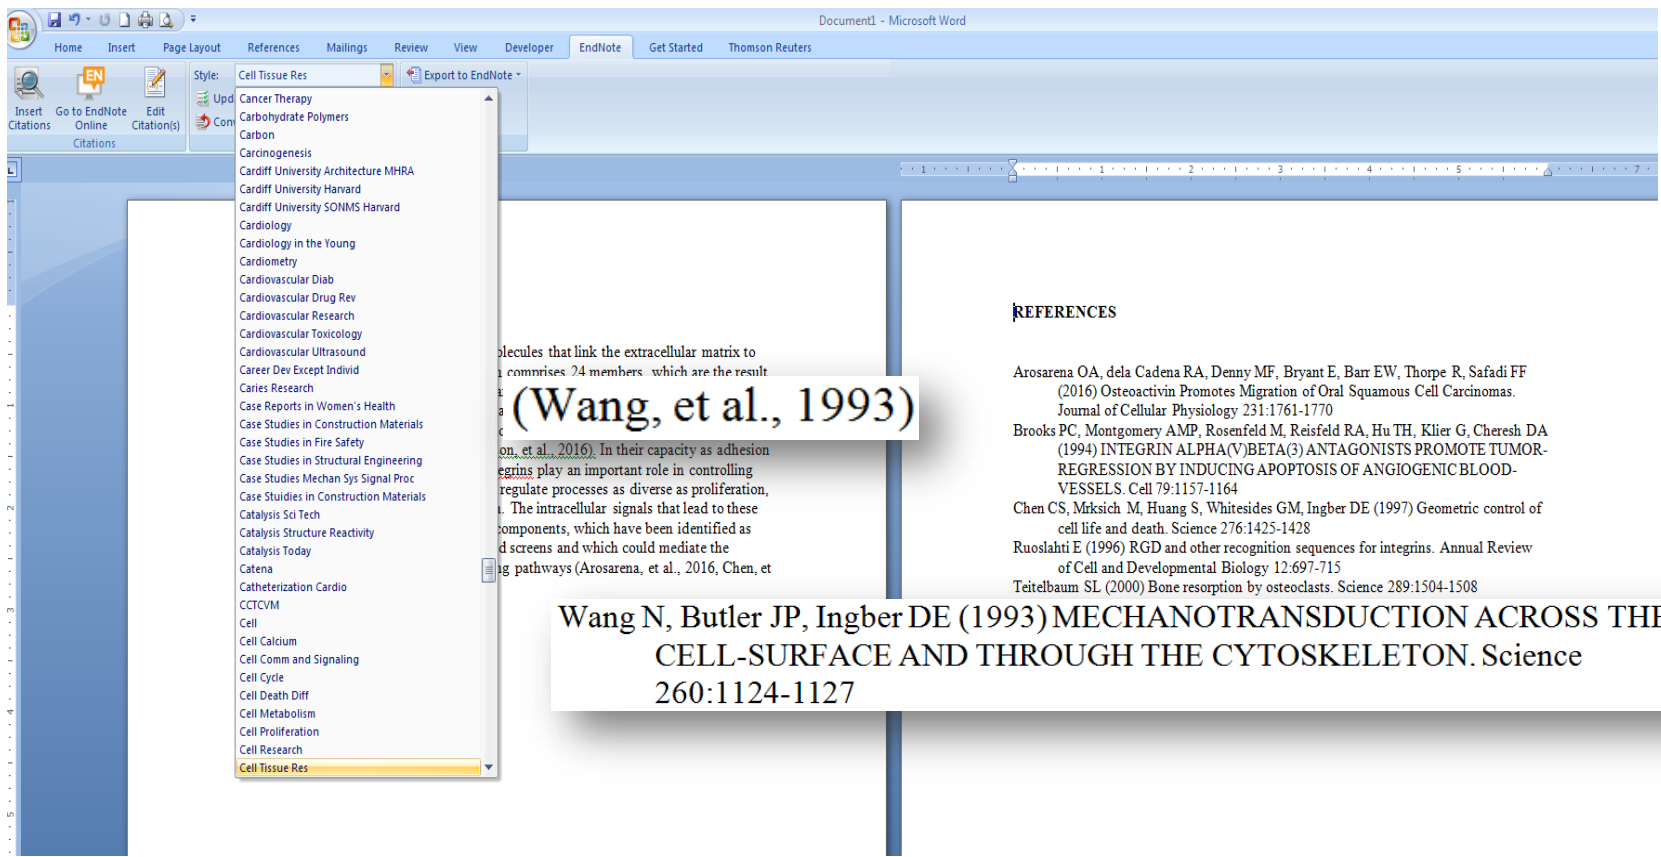 Document1 - Microsoft Word
Home Insert Page Layout References Mailings Review View Developer EndNote Get Started Thomson Reuters
Insert Citations
Go to EndNote Online
Edit Citation(s)
Citations
Style: Cell Tissue Res
Export to EndNote
Cancer Therapy
Carbohydrate Polymers
Carbon
Carcinogenesis
Cardiff University Architecture MHRA
Cardiff University Harvard
Cardiff University SONMS Harvard
Cardiology
Cardiology in the Young
Cardiometry
Cardiovascular Diab
Cardiovascular Drug Rev
Cardiovascular Research
Cardiovascular Toxicology
Cardiovascular Ultrasound
Career Dev Except Individ
Caries Research
Case Reports in Women's Health
Case Studies in Construction Materials
Case Studies in Fire Safety
Case Studies in Structural Engineering
Case Studies Mechan Sys Signal Proc
Case Stuidies in Construction Materials
Catalysis Sci Tech
Catalysis Structure Reactivity
Catalysis Today
Catena
Catheterization Cardio
CCTCVM
Cell
Cell Calcium
Cell Comm and Signaling
Cell Cycle
Cell Death Diff
Cell Metabolism
Cell Proliferation
Cell Research
Cell Tissue Res
that link the extracellular matrix to
comprises 24 members, which are the result
(Wang, et al., 1993)
et al., 2016). In their capacity as adhesion
play an important role in controlling
regulate processes as diverse as proliferation,
The intracellular signals that lead to these
components, which have been identified as
screens and which could mediate the
pathways (Arosarena, et al., 2016, Chen, et
REFERENCES
Arosarena OA, dela Cadena RA, Denny MF, Bryant E, Barr EW, Thorpe R, Safadi FF
(2016) Osteoactivin Promotes Migration of Oral Squamous Cell Carcinomas.
Journal of Cellular Physiology 231:1761-1770
Brooks PC, Montgomery AMP, Rosenfeld M, Reisfeld RA, Hu TH, Klier G, Cheresh DA
(1994) INTEGRIN ALPHA(V)BETA(3) ANTAGONISTS PROMOTE TUMOR-
REGRESSION BY INDUCING APOPTOSIS OF ANGIOGENIC BLOOD-
VESSELS. Cell 79:1157-1164
Chen CS, Mrksich M, Huang S, Whitesides GM, Ingber DE (1997) Geometric control of
cell life and death. Science 276:1425-1428
Ruoslahti E (1996) RGD and other recognition sequences for integrins. Annual Review
of Cell and Developmental Biology 12:697-715
Teitelbaum SL (2000) Bone resorption by osteoclasts. Science 289:1504-1508
Wang N, Butler JP, Ingber DE (1993) MECHANOTRANSDUCTION ACROSS THE
CELL-SURFACE AND THROUGH THE CYTOSKELETON. Science
260:1124-1127